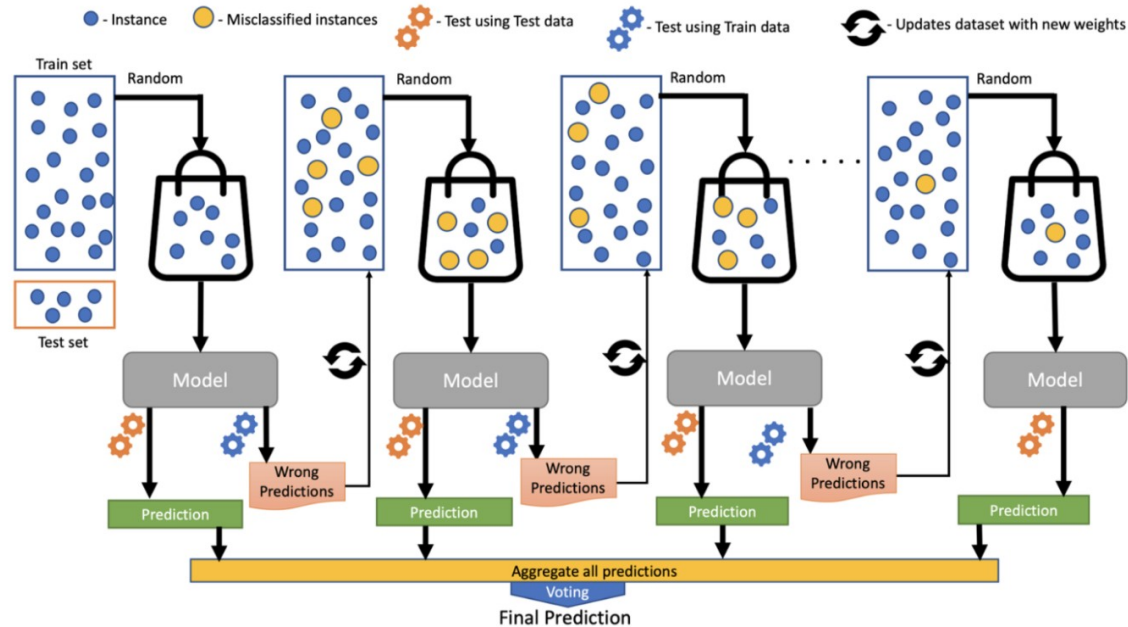 - Instance
- Misclassified instances
- Test using Test data
- Test using Train data
- Updates dataset with new weights
Train set
Random
Random
Random
Random
. . . . . .
Test set
Model
Model
Model
Model
Wrong
Predictions
Wrong
Predictions
Wrong
Predictions
Prediction
Prediction
Prediction
Prediction
Aggregate all predictions
Voting
Final Prediction